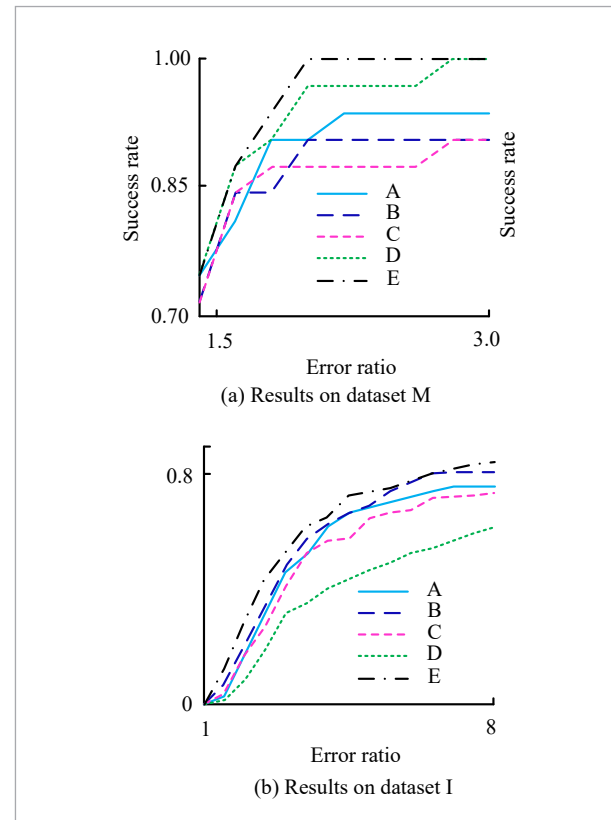 1.00
0.85
0.70
Success rate
Success rate
A
B
C
D
E
1.5
3.0
Error ratio
(a) Results on dataset M
0.8
0
A
B
C
D
E
1
8
Error ratio
(b) Results on dataset I